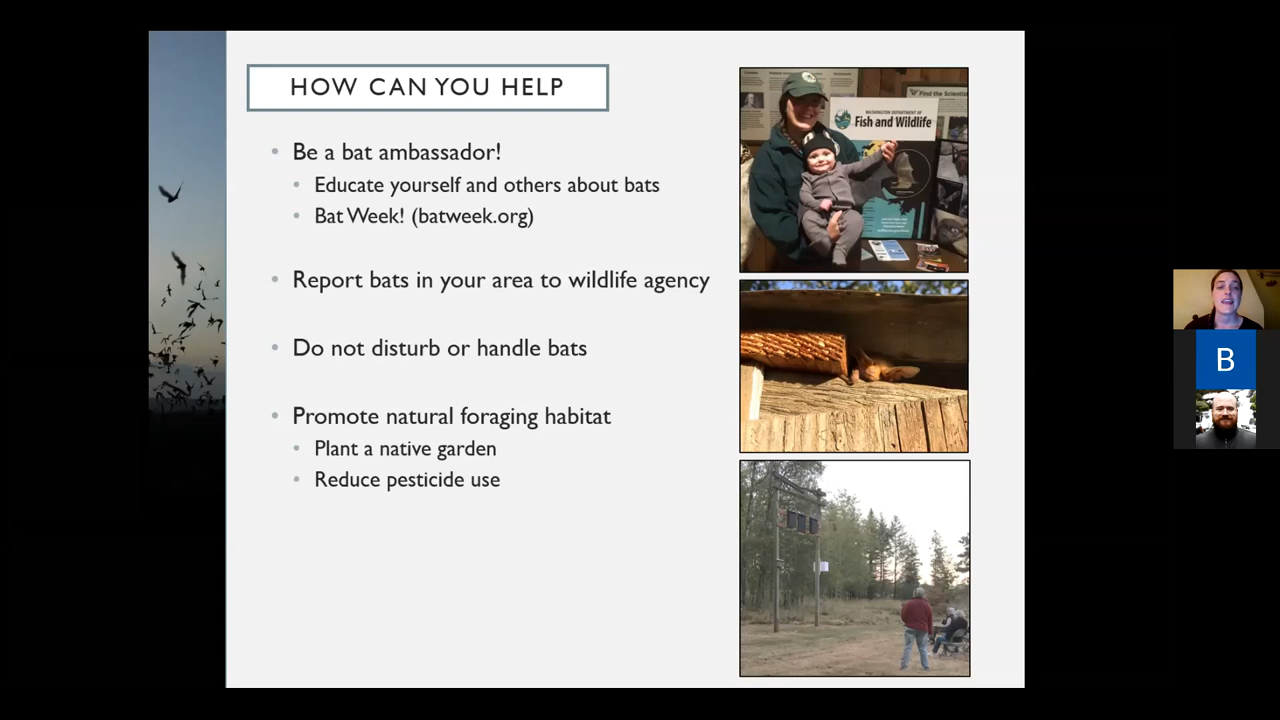 HOW CAN YOU HELP
Be a bat ambassador!
Educate yourself and others about bats
Bat Week! (batweek.org)
Report bats in your area to wildlife agency
Do not disturb or handle bats
Promote natural foraging habitat
Plant a native garden
Reduce pesticide use
WASHINGTON DEPARTMENT OF
Fish and Wildlife
Find the Scientist
B